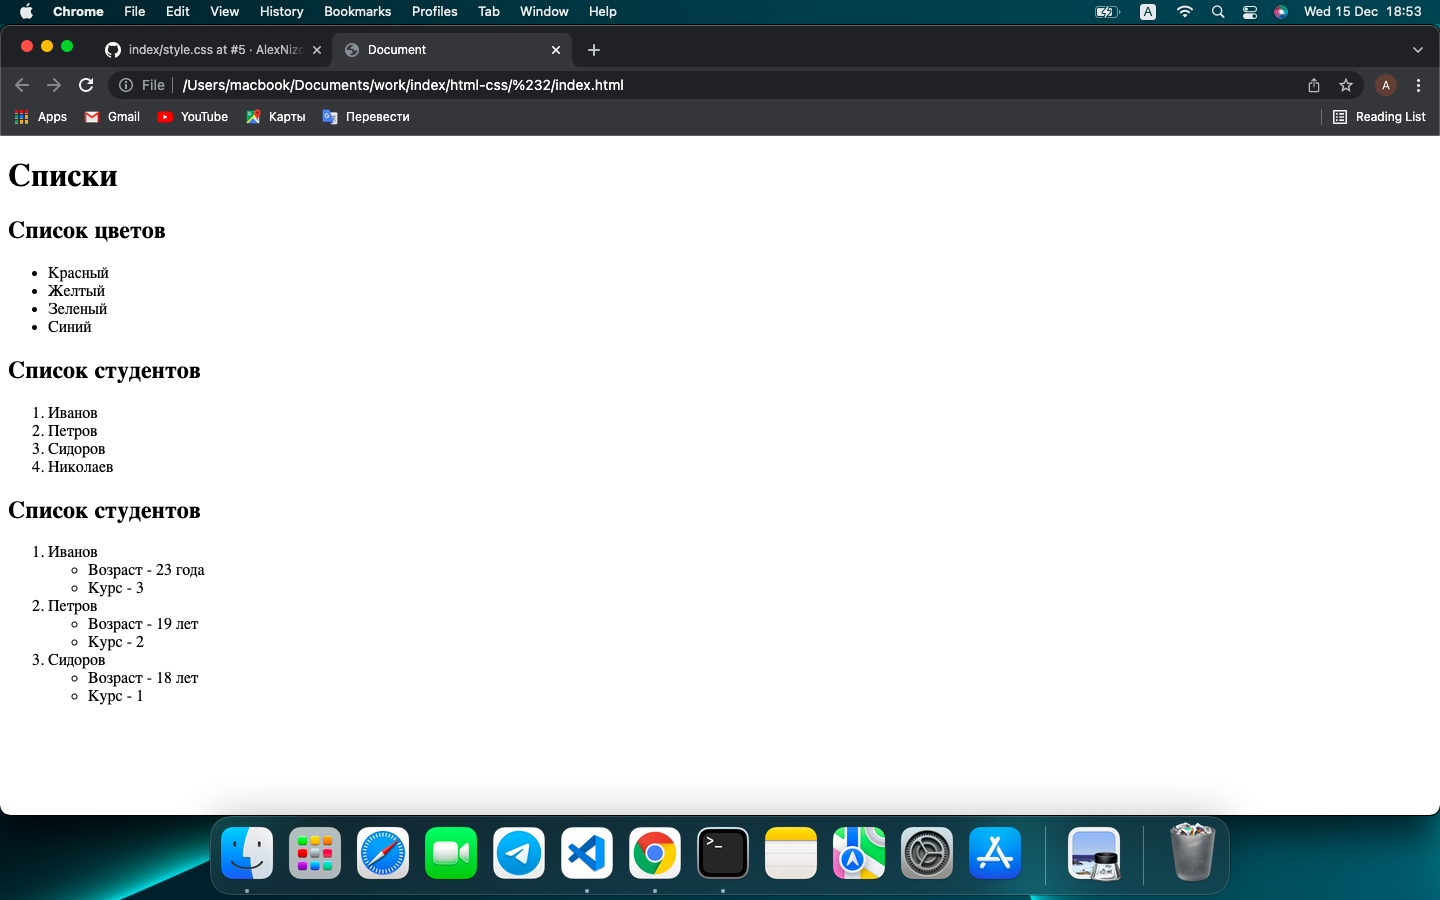 Chrome File Edit View History Bookmarks Profiles Tab Window Help A Wed 15 Dec 18:53
index/style.css at #5 · AlexNizo Document
File /Users/macbook/Documents/work/index/html-css/%232/index.html A
Apps Gmail YouTube Карты Перевести Reading List
Списки
Список цветов
• Красный
• Желтый
• Зеленый
• Синий
Список студентов
1. Иванов
2. Петров
3. Сидоров
4. Николаев
Список студентов
1. Иванов
◦ Возраст - 23 года
◦ Курс - 3
2. Петров
◦ Возраст - 19 лет
◦ Курс - 2
3. Сидоров
◦ Возраст - 18 лет
◦ Курс - 1
>_